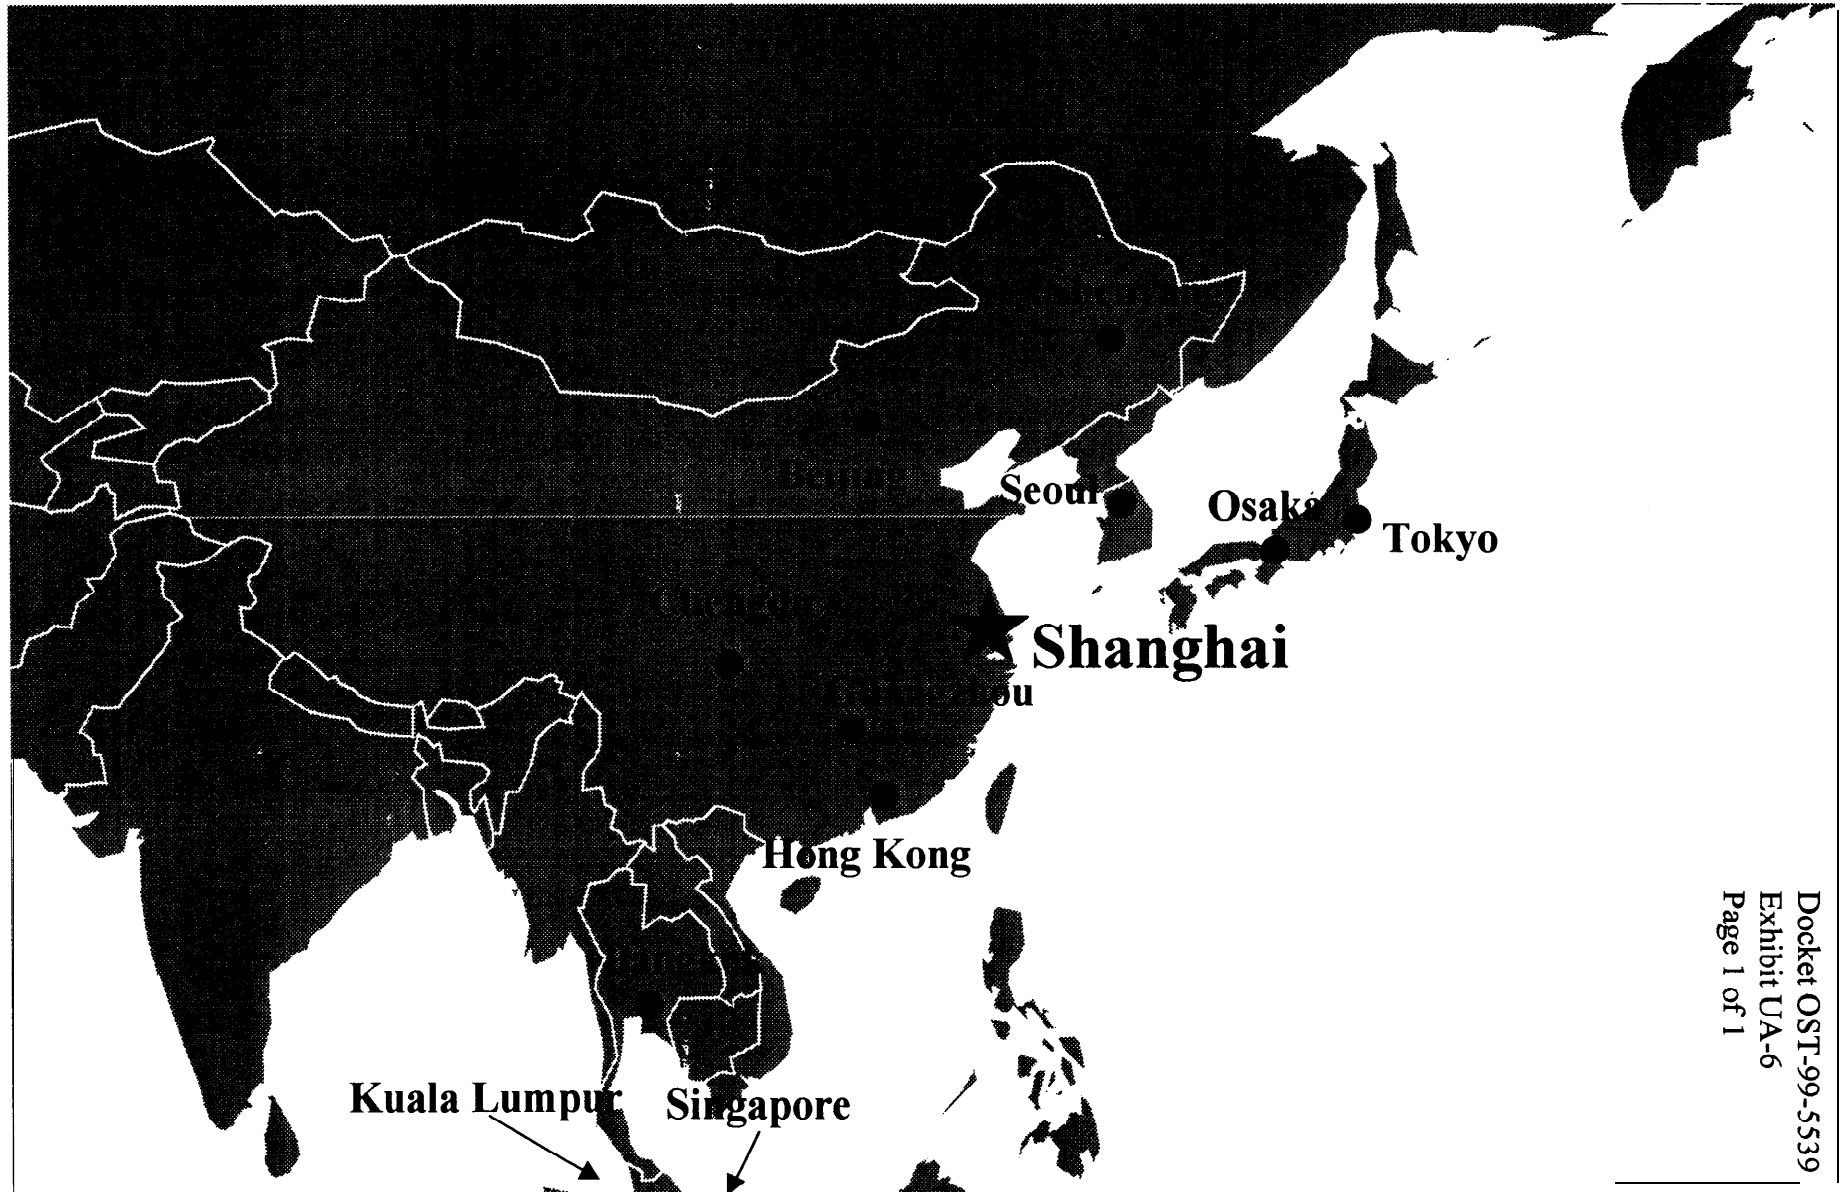 Beijing
Seoul
Osaka
Tokyo
Shanghai
Hong Kong
Kuala Lumpur
Singapore
Docket OST-99-5539
Exhibit UA-6
Page 1 of 1